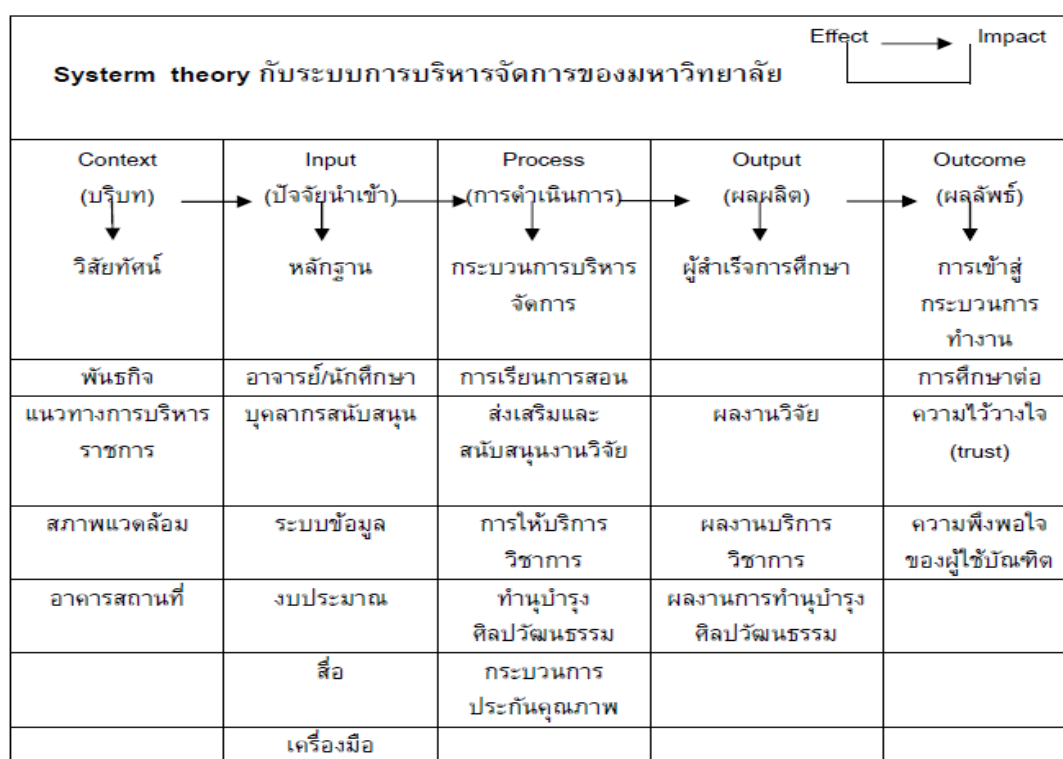 Effect Impact
Systerm theory กับระบบการบริหารจัดการของมหาวิทยาลัย
Context Input Process Output Outcome
(บริบท) (ปัจจัยนำเข้า) (การดำเนินการ) (ผลผลิต) (ผลลัพธ์)
วิสัยทัศน์ หลักฐาน กระบวนการบริหาร ผู้สำเร็จการศึกษา การเข้าสู่
จัดการ กระบวนการ
ทำงาน
พันธกิจ อาจารย์/นักศึกษา การเรียนการสอน การศึกษาต่อ
แนวทางการบริหาร บุคลากรสนับสนุน ส่งเสริมและ ผลงานวิจัย ความไว้วางใจ
ราชการ สนับสนุนงานวิจัย (trust)
สภาพแวดล้อม ระบบข้อมูล การให้บริการ ผลงานบริการ ความพึงพอใจ
วิชาการ วิชาการ ของผู้ใช้บัณฑิต
อาคารสถานที่ งบประมาณ ทำนุบำรุง ผลงานการทำนุบำรุง
ศิลปวัฒนธรรม ศิลปวัฒนธรรม
สื่อ กระบวนการ
ประกันคุณภาพ
เครื่องมือ